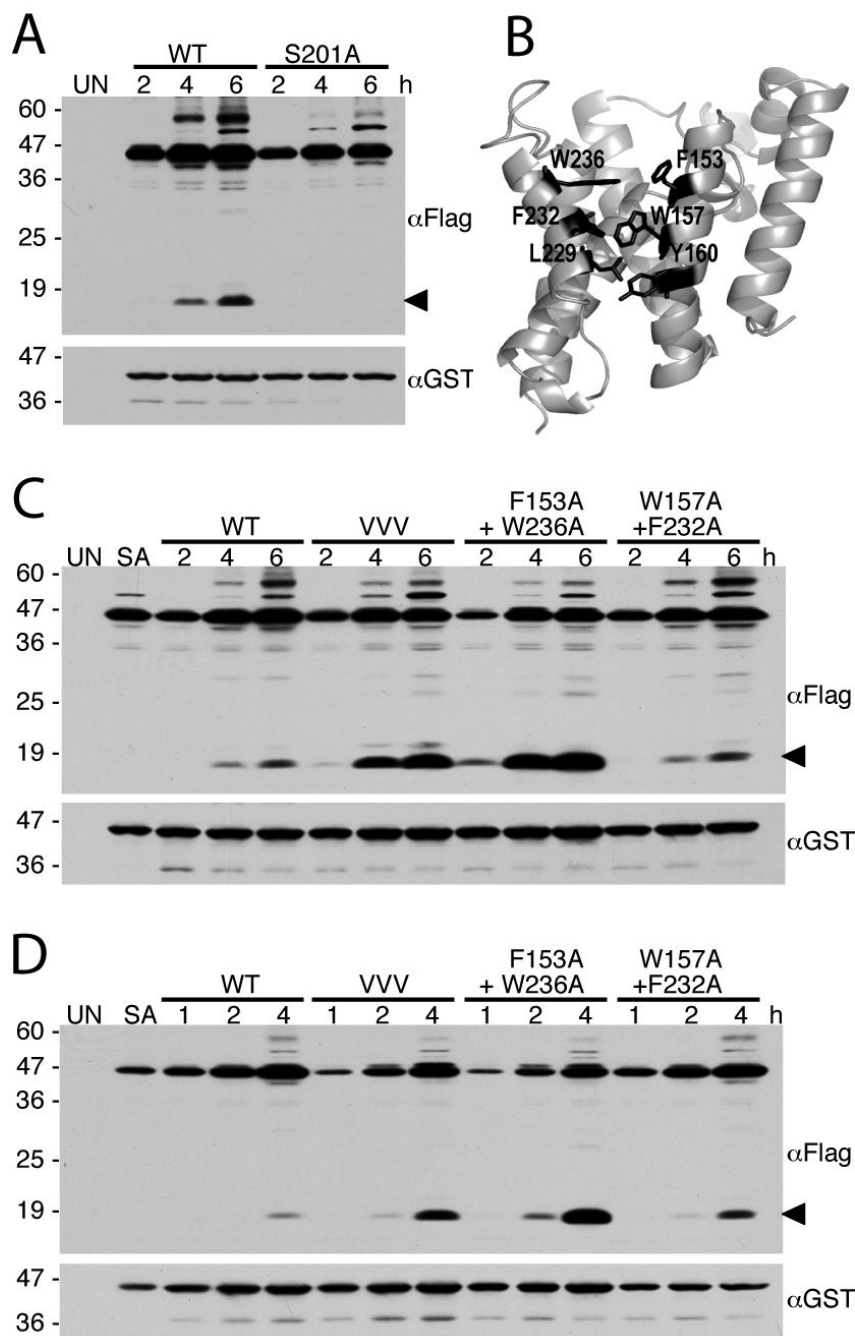 A
WT S201A
UN 2 4 6 2 4 6 h
60 -
47 -
36 -
25 -
19 -
αFlag
47 -
36 -
αGST
B
W236 F153
F232 W157
L229 Y160
C
F153A W157A
WT VVV + W236A +F232A
UN SA 2 4 6 2 4 6 2 4 6 2 4 6 h
60 -
47 -
36 -
25 -
19 -
αFlag
47 -
36 -
αGST
D
F153A W157A
WT VVV + W236A +F232A
UN SA 1 2 4 1 2 4 1 2 4 1 2 4 h
60 -
47 -
36 -
25 -
19 -
αFlag
47 -
36 -
αGST